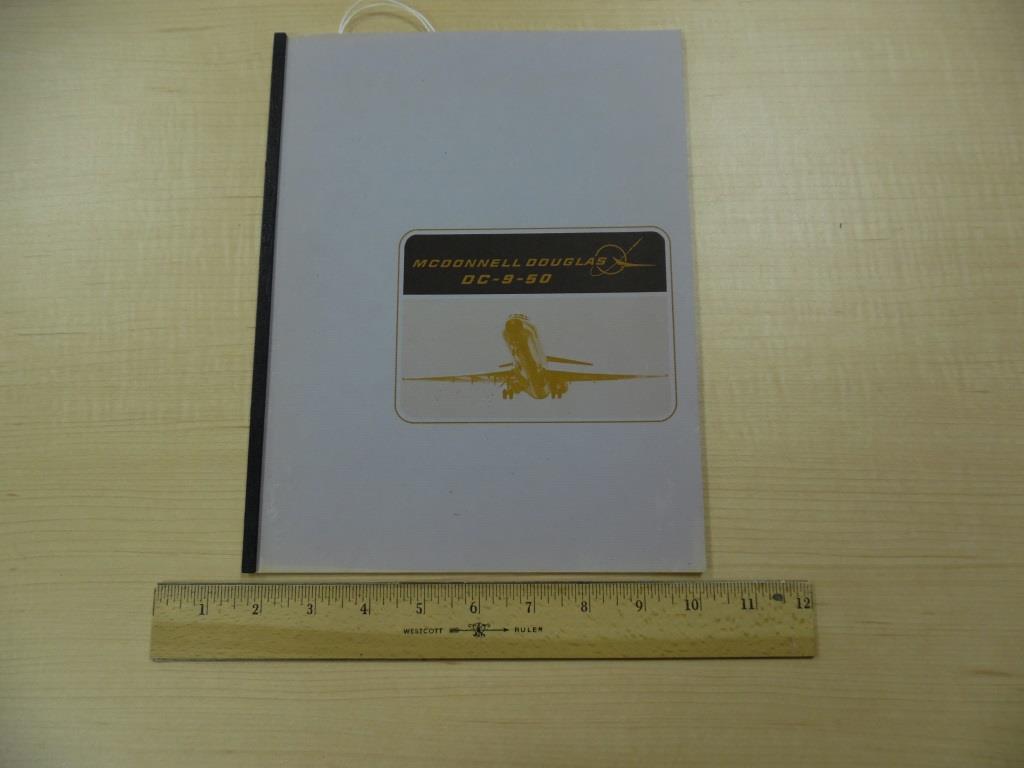 MCDONNELL DOUGLAS
DC-9-50
1 2 3 4 5 6 7 8 9 10 11 12
WESTCOTT RULER